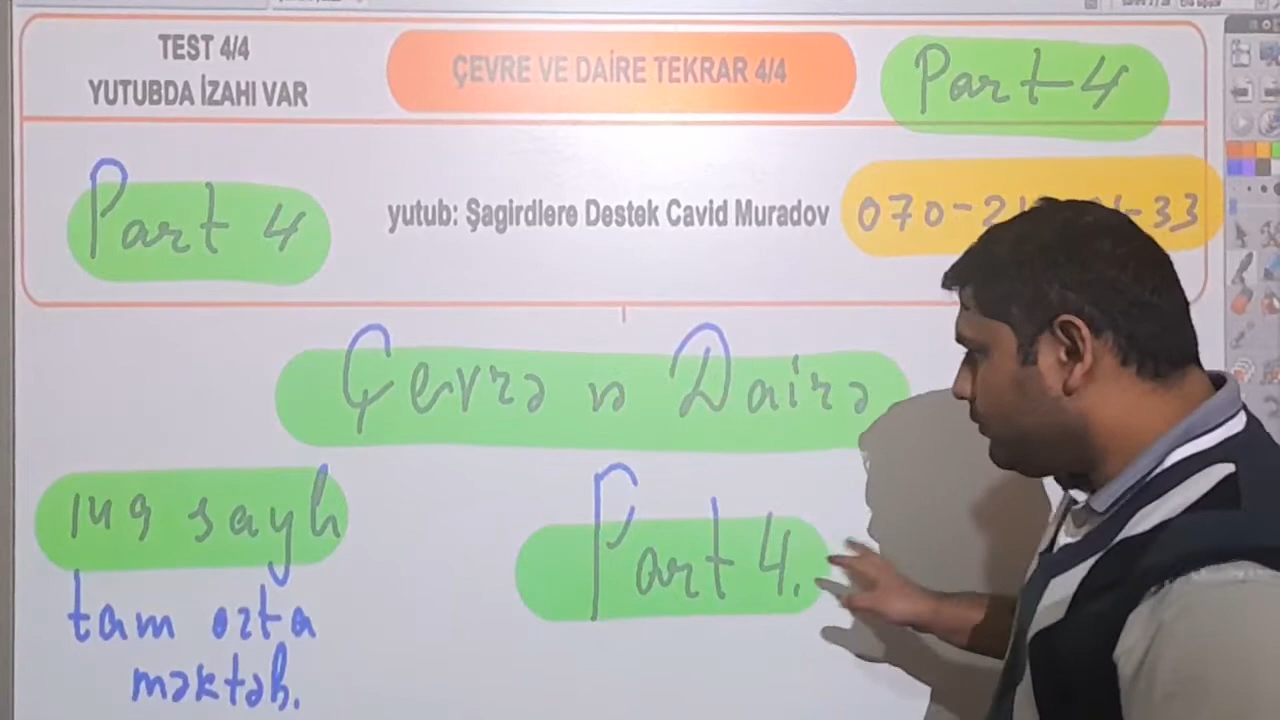 TEST 4/4
YUTUBDA İZAHI VAR
ÇEVRE VE DAİRE TEKRAR 4/4
Part 4
Part 4
yutub: Şagirdlere Destek Cavid Muradov
070-2
-33
Çevrə və Dairə
149 saylı
tam orta
məktəb.
Part 4.